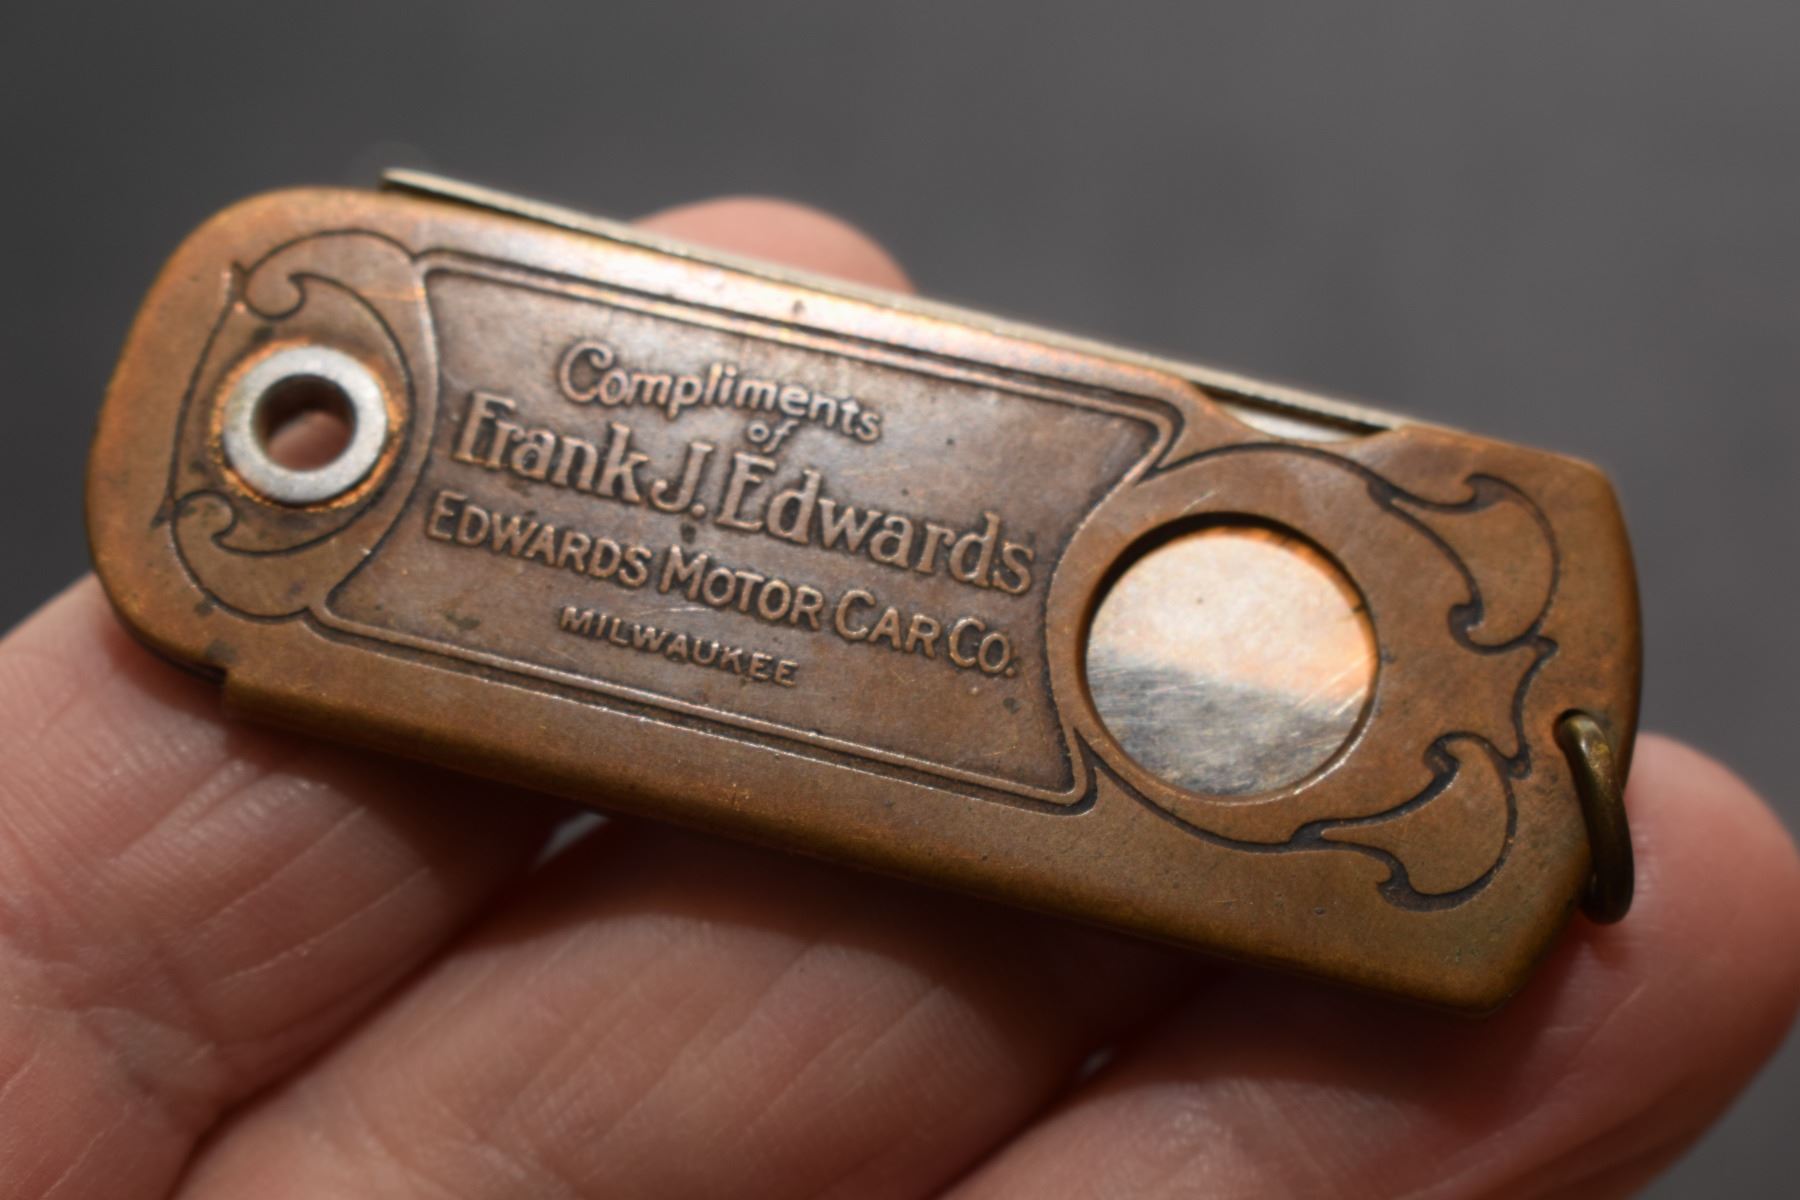 Compliments
of
Frank J. Edwards
EDWARDS MOTOR CAR CO.
MILWAUKEE